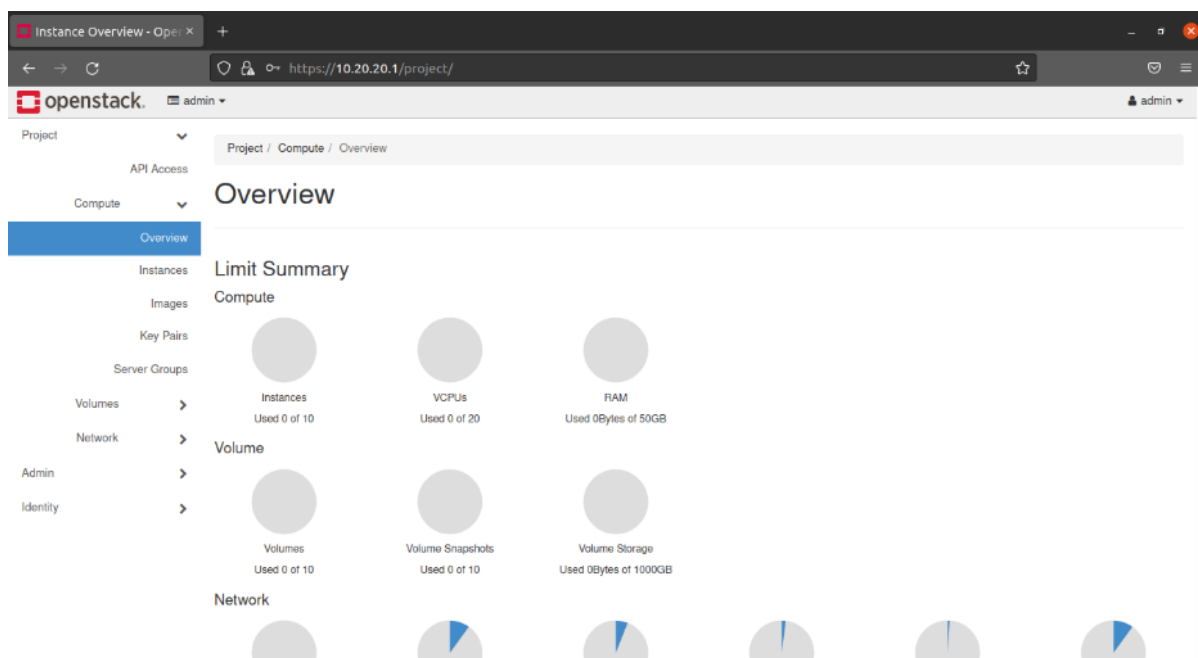 Instance Overview - Ope
https://10.20.20.1/project/
openstack. admin admin
Project
API Access
Compute
Overview
Instances
Images
Key Pairs
Server Groups
Volumes
Network
Admin
Identity
Project / Compute / Overview
Overview
Limit Summary
Compute
Instances VCPUs RAM
Used 0 of 10 Used 0 of 20 Used 0Bytes of 50GB
Volume
Volumes Volume Snapshots Volume Storage
Used 0 of 10 Used 0 of 10 Used 0Bytes of 1000GB
Network